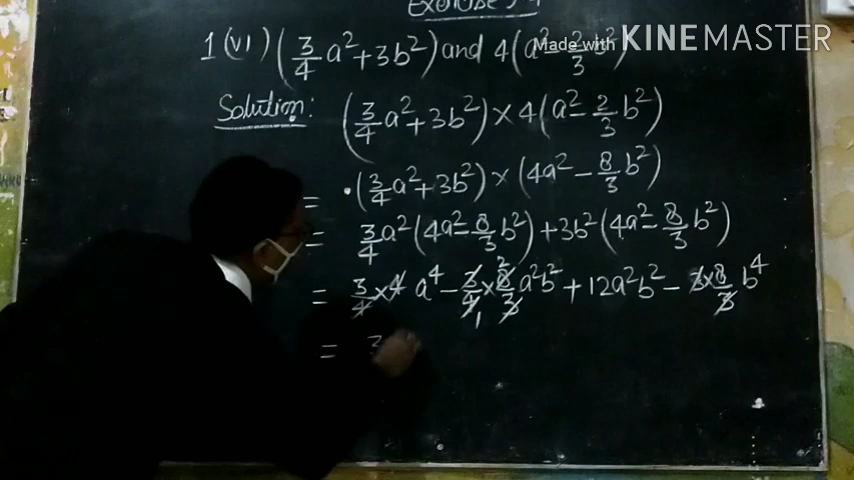 Exercise
1(vi) (3/4 a² + 3b²) and 4(a² - 2/3 b²)
Made with KINEMASTER
Solution: (3/4 a² + 3b²) × 4(a² - 2/3 b²)
= (3/4 a² + 3b²) × (4a² - 8/3 b²)
= 3/4 a² (4a² - 8/3 b²) + 3b² (4a² - 8/3 b²)
= 3/4 × 4 a⁴ - 3/4 × 8/3 a²b² + 12a²b² - 3×8/3 b⁴
= 3